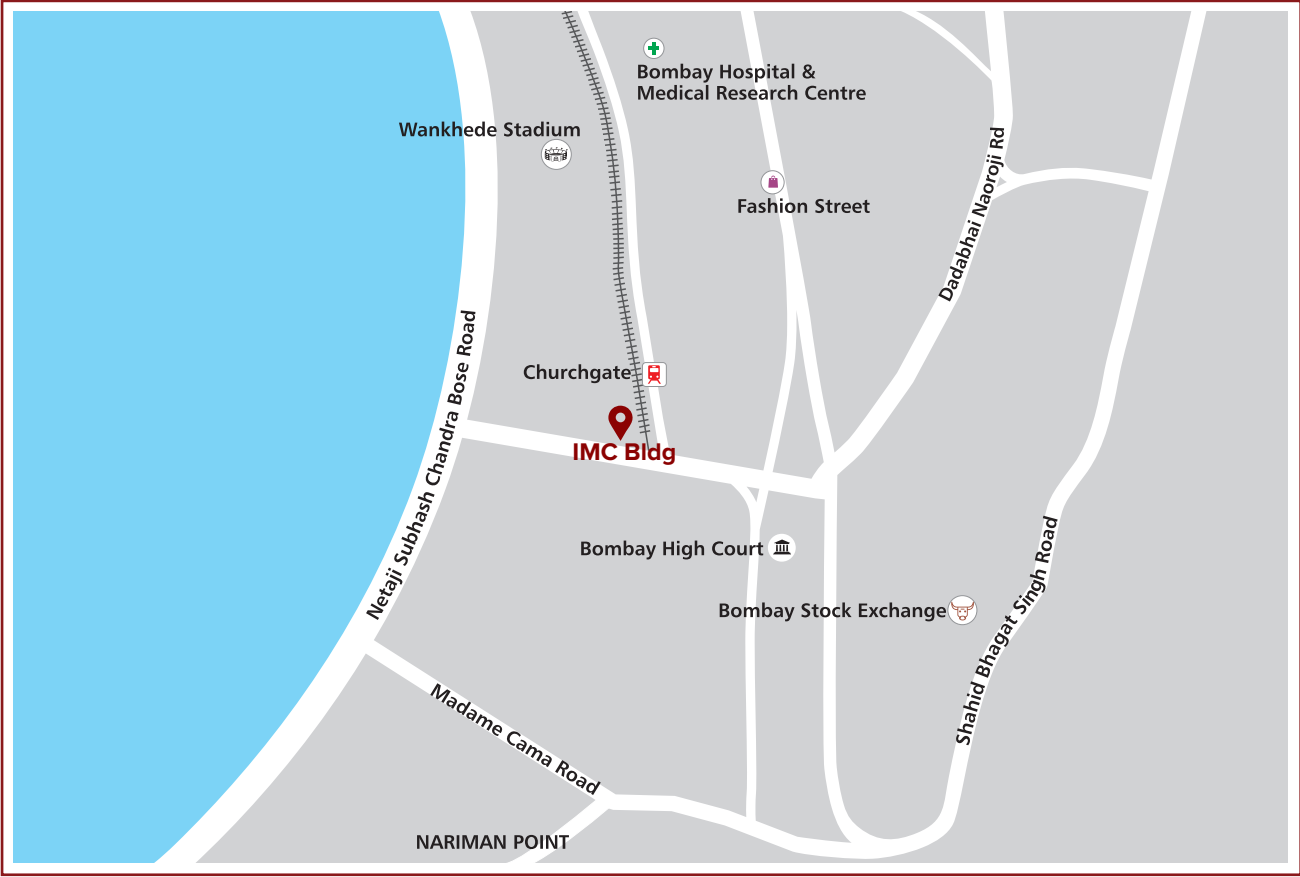 Bombay Hospital &
Medical Research Centre
Wankhede Stadium
Fashion Street
Dadabhai Naoroji Rd
Churchgate
Netaji Subhash Chandra Bose Road
IMC Bldg
Bombay High Court
Bombay Stock Exchange
Shahid Bhagat Singh Road
Madame Cama Road
NARIMAN POINT